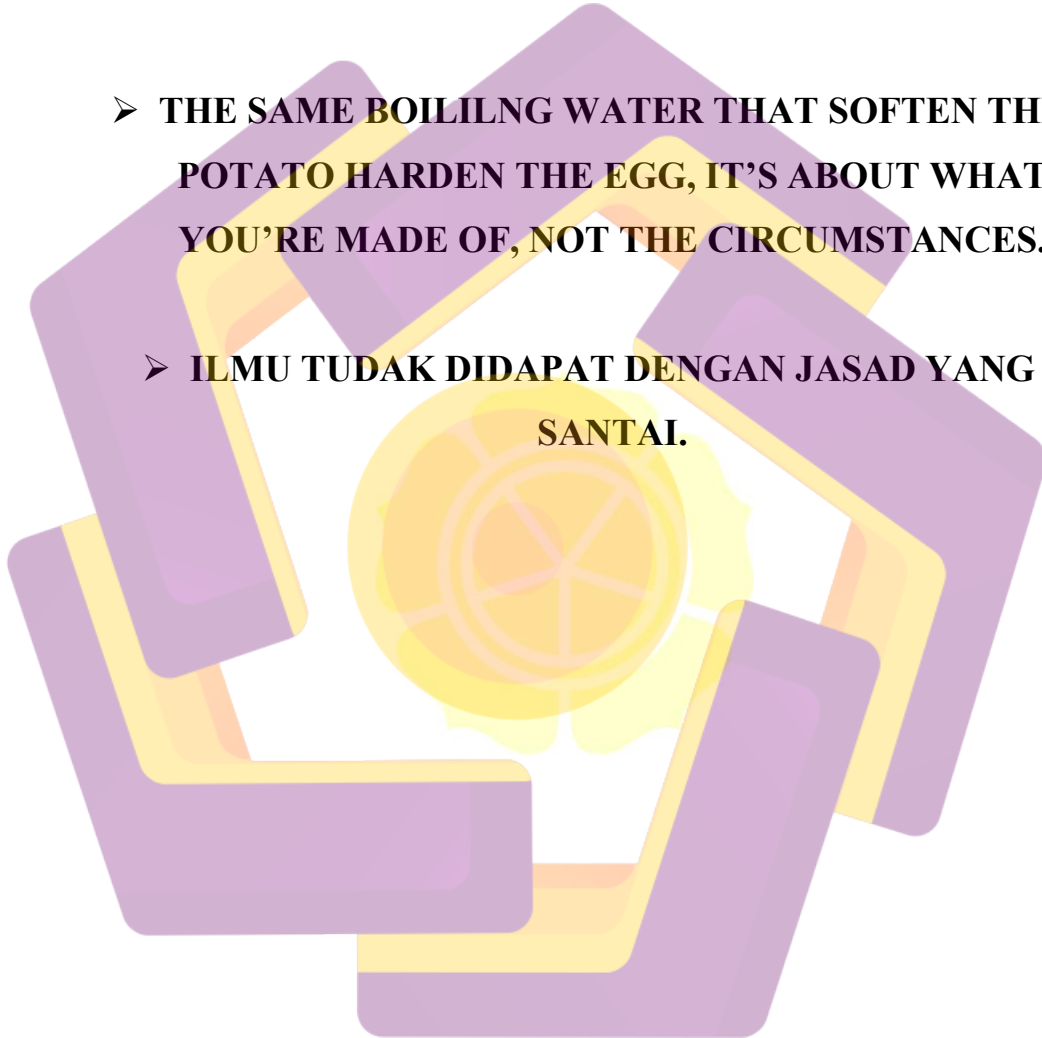 ➢ THE SAME BOILILNG WATER THAT SOFTEN TH
POTATO HARDEN THE EGG, IT’S ABOUT WHAT
YOU’RE MADE OF, NOT THE CIRCUMSTANCES.
➢ ILMU TUDAK DIDAPAT DENGAN JASAD YANG
SANTAI.